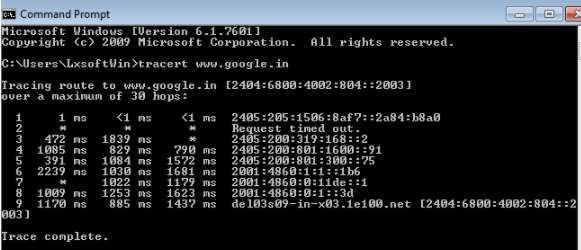 Command Prompt
Microsoft Windows [Version 6.1.7601]
Copyright (c) 2009 Microsoft Corporation.  All rights reserved.
C:\Users\LxsoftWin>tracert www.google.in
Tracing route to www.google.in [2404:6800:4002:804::2003]
over a maximum of 30 hops:
1     1 ms    <1 ms    <1 ms  2405:205:1506:8af7::2a84:b8a0
2     *        *        *     Request timed out.
3   472 ms  1839 ms     *     2405:200:319:168::2
4  1085 ms   829 ms   790 ms  2405:200:801:1600::91
5   391 ms  1084 ms  1572 ms  2405:200:801:300::75
6  2239 ms  1030 ms  1681 ms  2001:4860:1:1::1b6
7     *     1022 ms  1179 ms  2001:4860:0:11de::1
8  1009 ms  1253 ms  1623 ms  2001:4860:0:1::3d
9  1170 ms   885 ms  1437 ms  del03s09-in-x03.1e100.net [2404:6800:4002:804::2
003]
Trace complete.